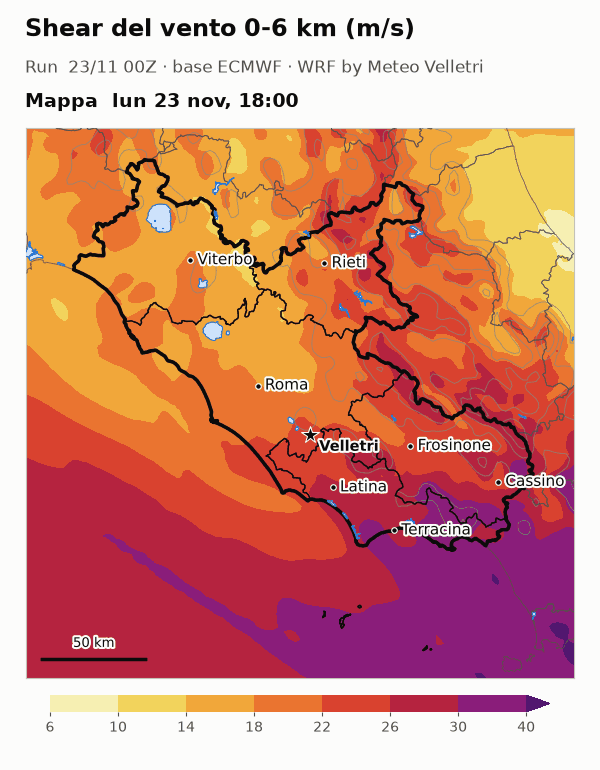 Shear del vento 0-6 km (m/s)
Run  23/11 00Z · base ECMWF · WRF by Meteo Velletri
Mappa  lun 23 nov, 18:00
Viterbo
Rieti
Roma
Velletri
Frosinone
Latina
Cassino
Terracina
50 km
6 10 14 18 22 26 30 40